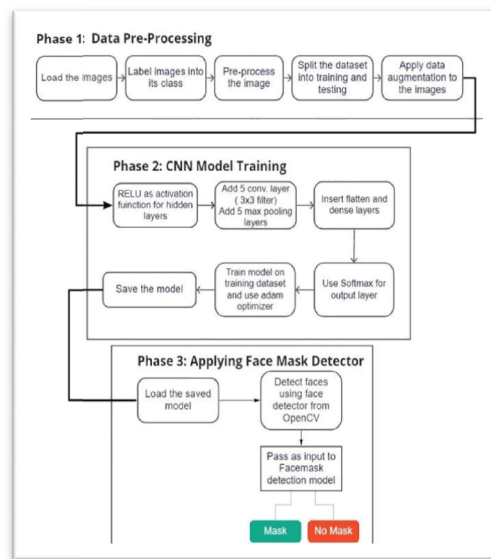 Phase 1: Data Pre-Processing
Load the images
Label images into
its class
Pre-process
the image
Split the dataset
into training and
testing
Apply data
augmentation to
the images
Phase 2: CNN Model Training
RELU as activation
fuinction for hidden
layers
Add 5 conv. layer
( 3x3 filter)
Add 5 max pooling
layers
Insert flatten and
dense layers
Use Softmax for
output layer
Train model on
training dataset
and use adam
optimizer
Save the model
Phase 3: Applying Face Mask Detector
Load the saved
model
Detect faces
using face
detector from
OpenCV
Pass as input to
Facemask
detection model
Mask
No Mask